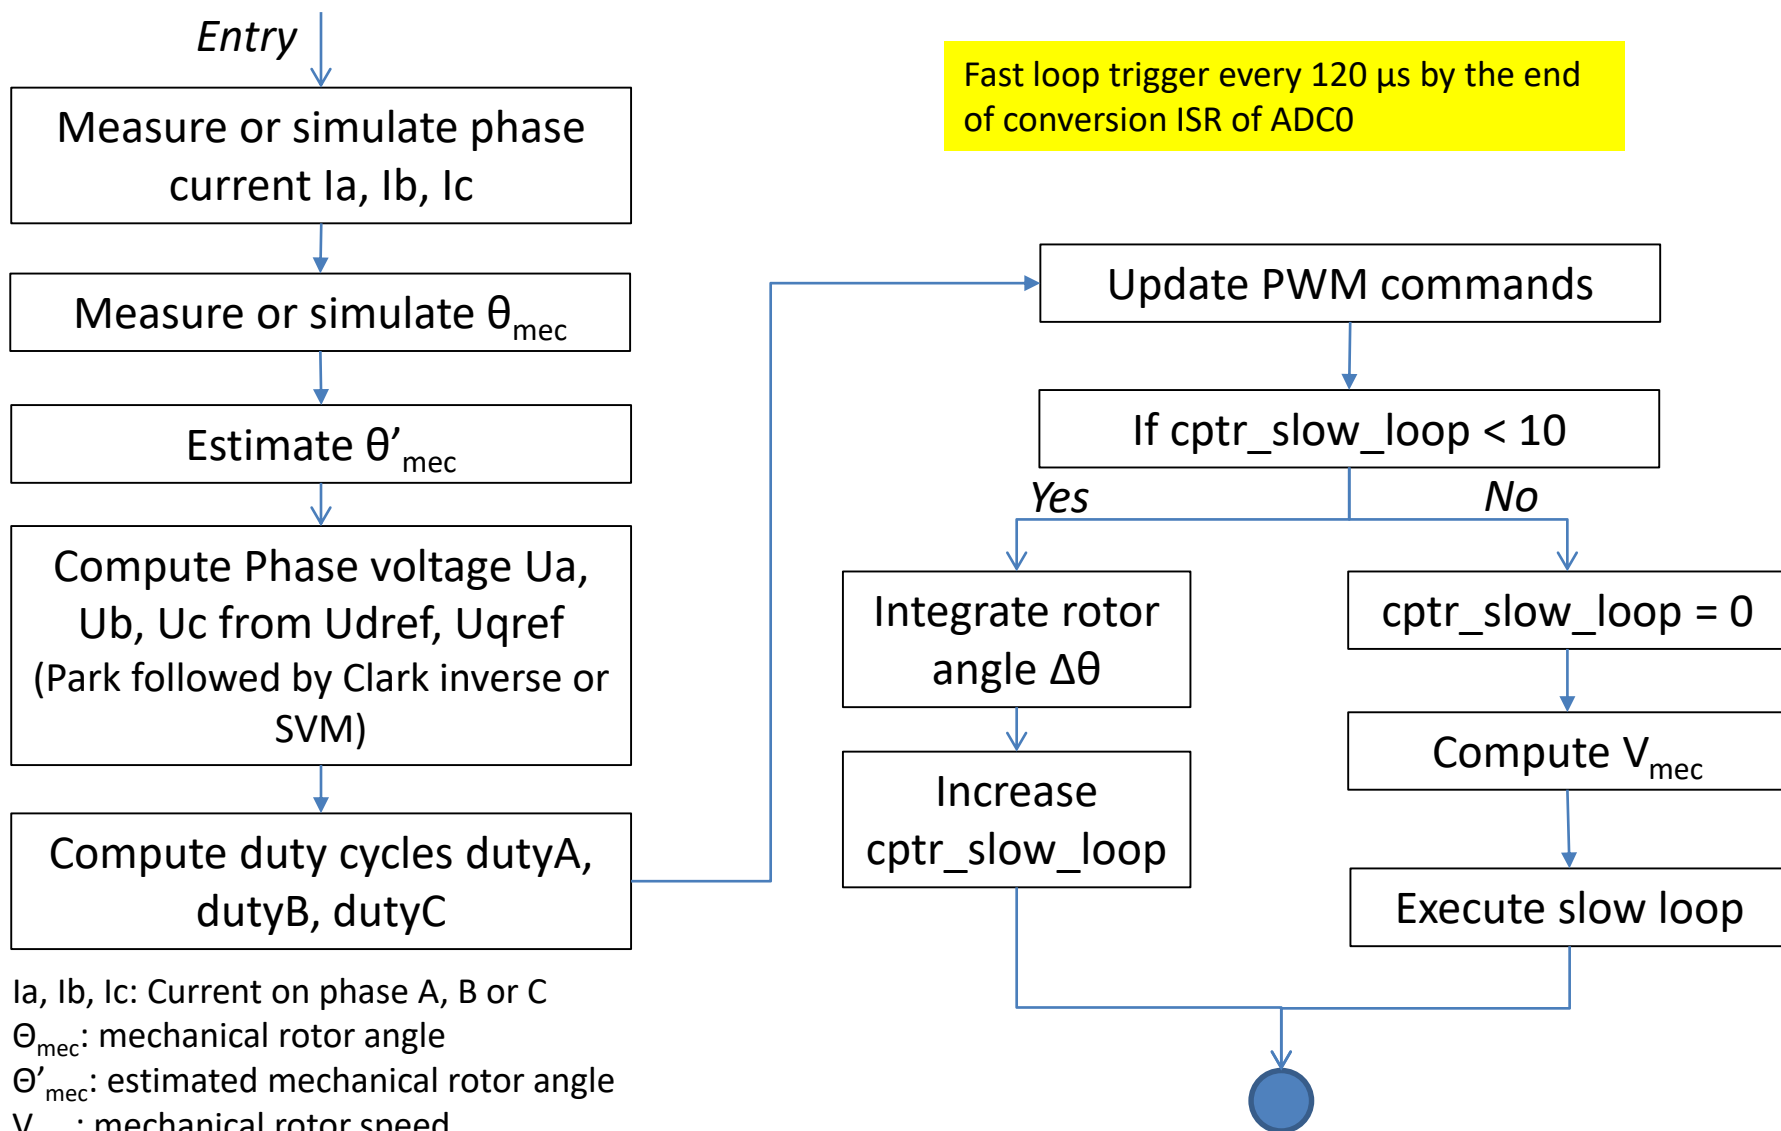 Entry
Measure or simulate phase
current Ia, Ib, Ic
Measure or simulate θmec
Estimate θ’mec
Compute Phase voltage Ua,
Ub, Uc from Udref, Uqref
(Park followed by Clark inverse or
SVM)
Compute duty cycles dutyA,
dutyB, dutyC
Ia, Ib, Ic: Current on phase A, B or C
Θmec: mechanical rotor angle
Θ’mec: estimated mechanical rotor angle
V : mechanical rotor speed
Fast loop trigger every 120 µs by the end
of conversion ISR of ADC0
Update PWM commands
If cptr_slow_loop < 10
Yes
No
Integrate rotor
angle Δθ
Increase
cptr_slow_loop
cptr_slow_loop = 0
Compute Vmec
Execute slow loop